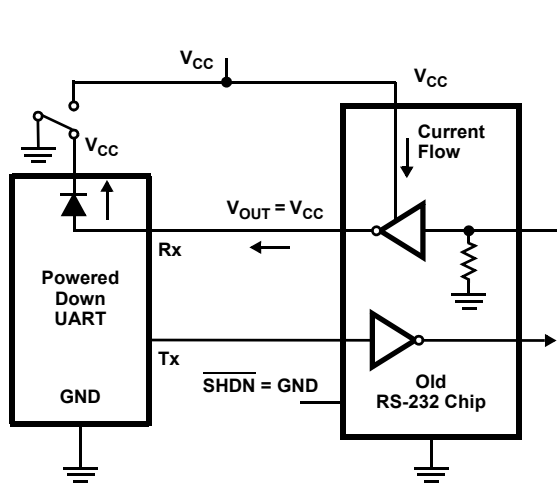 VCC
VCC
Current
Flow
VCC
VOUT = VCC
Rx
Powered
Down
UART
Tx
SHDN = GND
GND
Old
RS-232 Chip